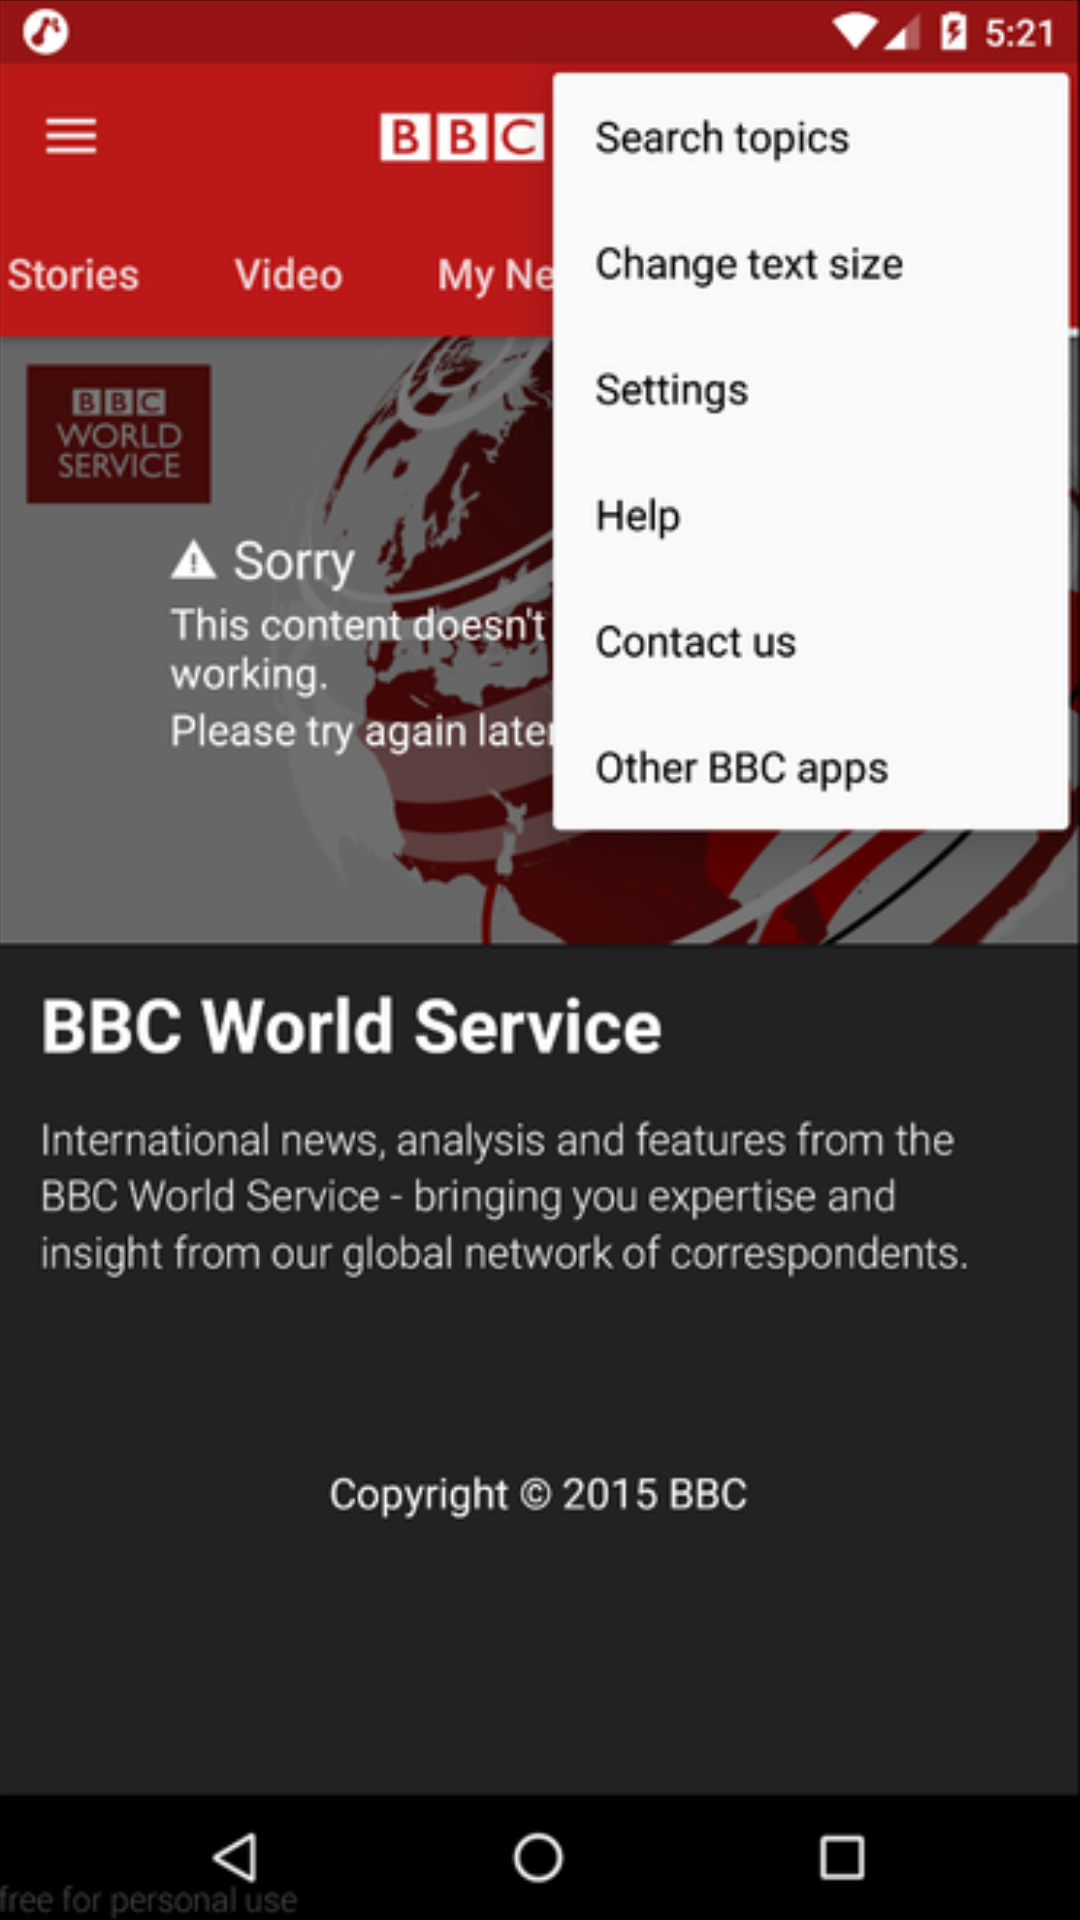 5:21
BBC
Search topics
Change text size
Settings
Help
Contact us
Other BBC apps
Stories
Video
My Ne
BBC
WORLD
SERVICE
Sorry
This content doesn't
working.
Please try again later
BBC World Service
International news, analysis and features from the
BBC World Service - bringing you expertise and
insight from our global network of correspondents.
Copyright © 2015 BBC
free for personal use